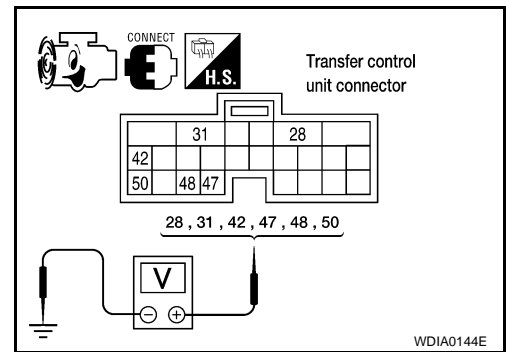 CONNECT
H.S.
Transfer control
unit connector
31 28
42
50 48 47
28 , 31 , 42 , 47 , 48 , 50
V
− +
WDIA0144E